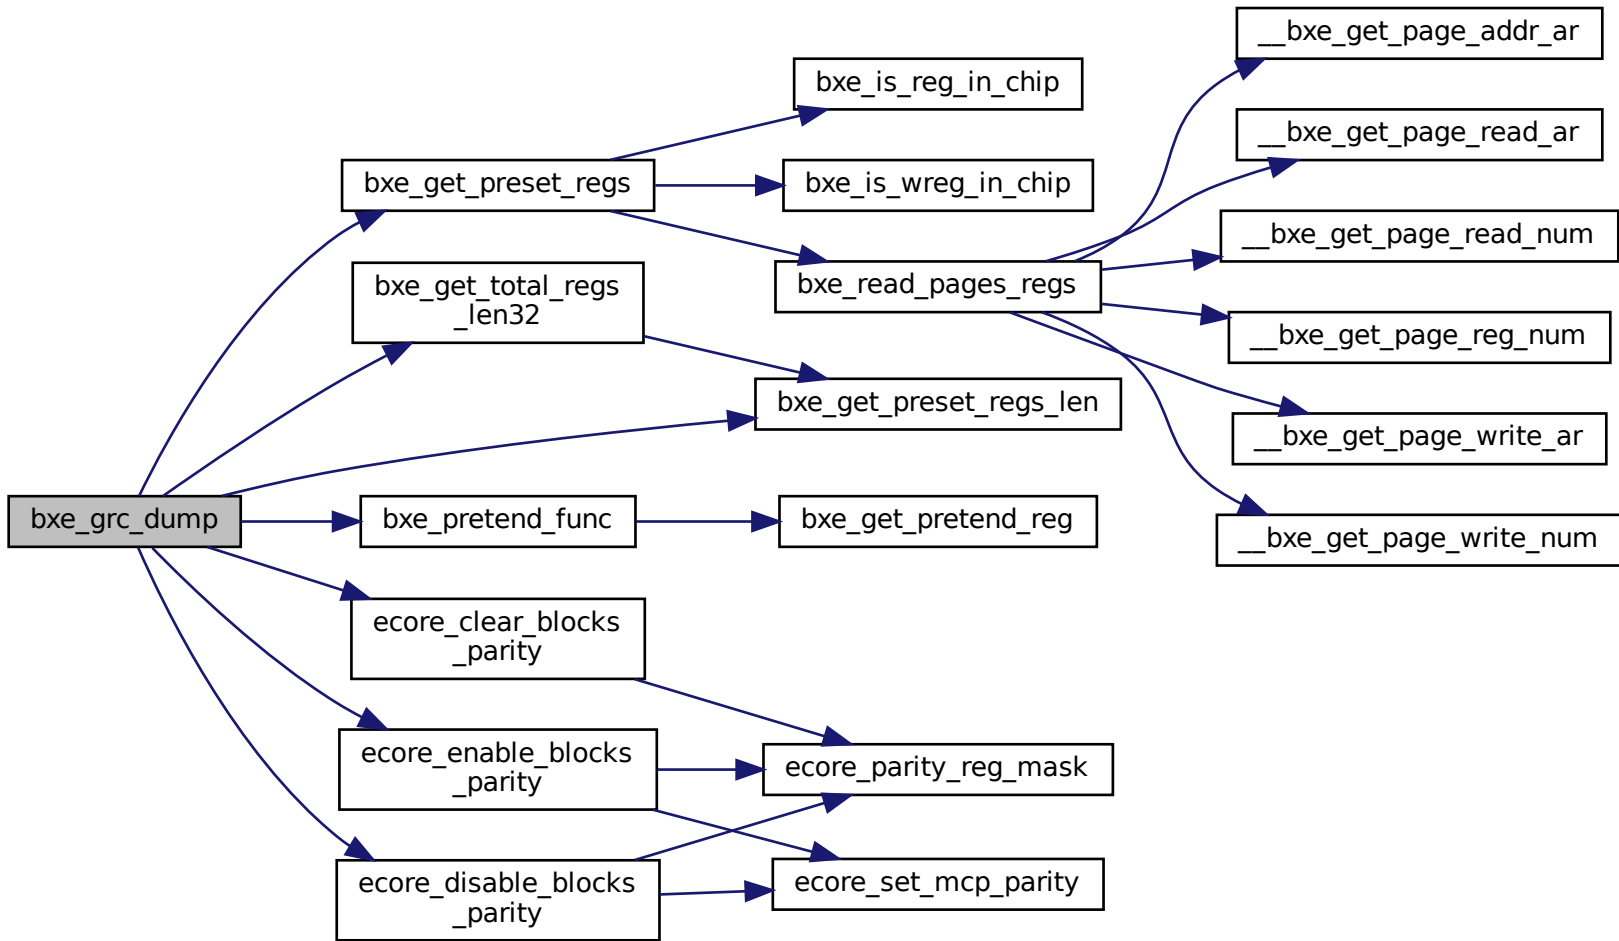 bxe_grc_dump
bxe_get_preset_regs
bxe_is_reg_in_chip
bxe_is_wreg_in_chip
bxe_read_pages_regs
__bxe_get_page_addr_ar
__bxe_get_page_read_ar
__bxe_get_page_read_num
__bxe_get_page_reg_num
__bxe_get_page_write_ar
__bxe_get_page_write_num
bxe_get_total_regs
_len32
bxe_get_preset_regs_len
bxe_pretend_func
bxe_get_pretend_reg
ecore_clear_blocks
_parity
ecore_enable_blocks
_parity
ecore_parity_reg_mask
ecore_disable_blocks
_parity
ecore_set_mcp_parity